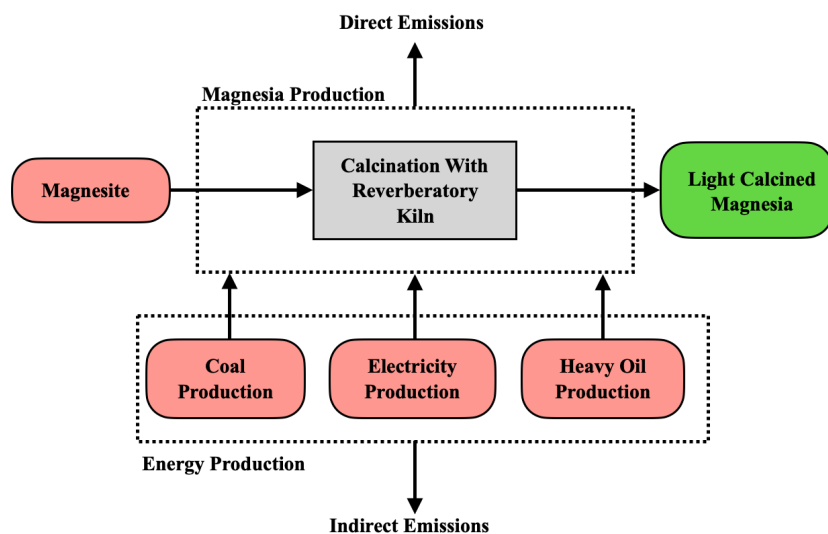 Direct Emissions
Magnesia Production
Magnesite
Calcination With
Reverberatory
Kiln
Light Calcined
Magnesia
Coal
Production
Electricity
Production
Heavy Oil
Production
Energy Production
Indirect Emissions